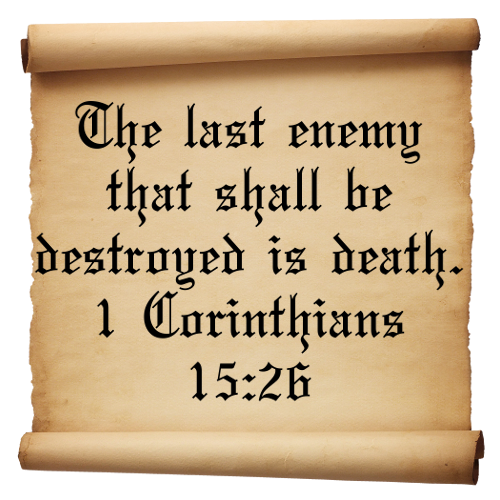 The last enemy
that shall be
destroyed is death.
1 Corinthians
15:26